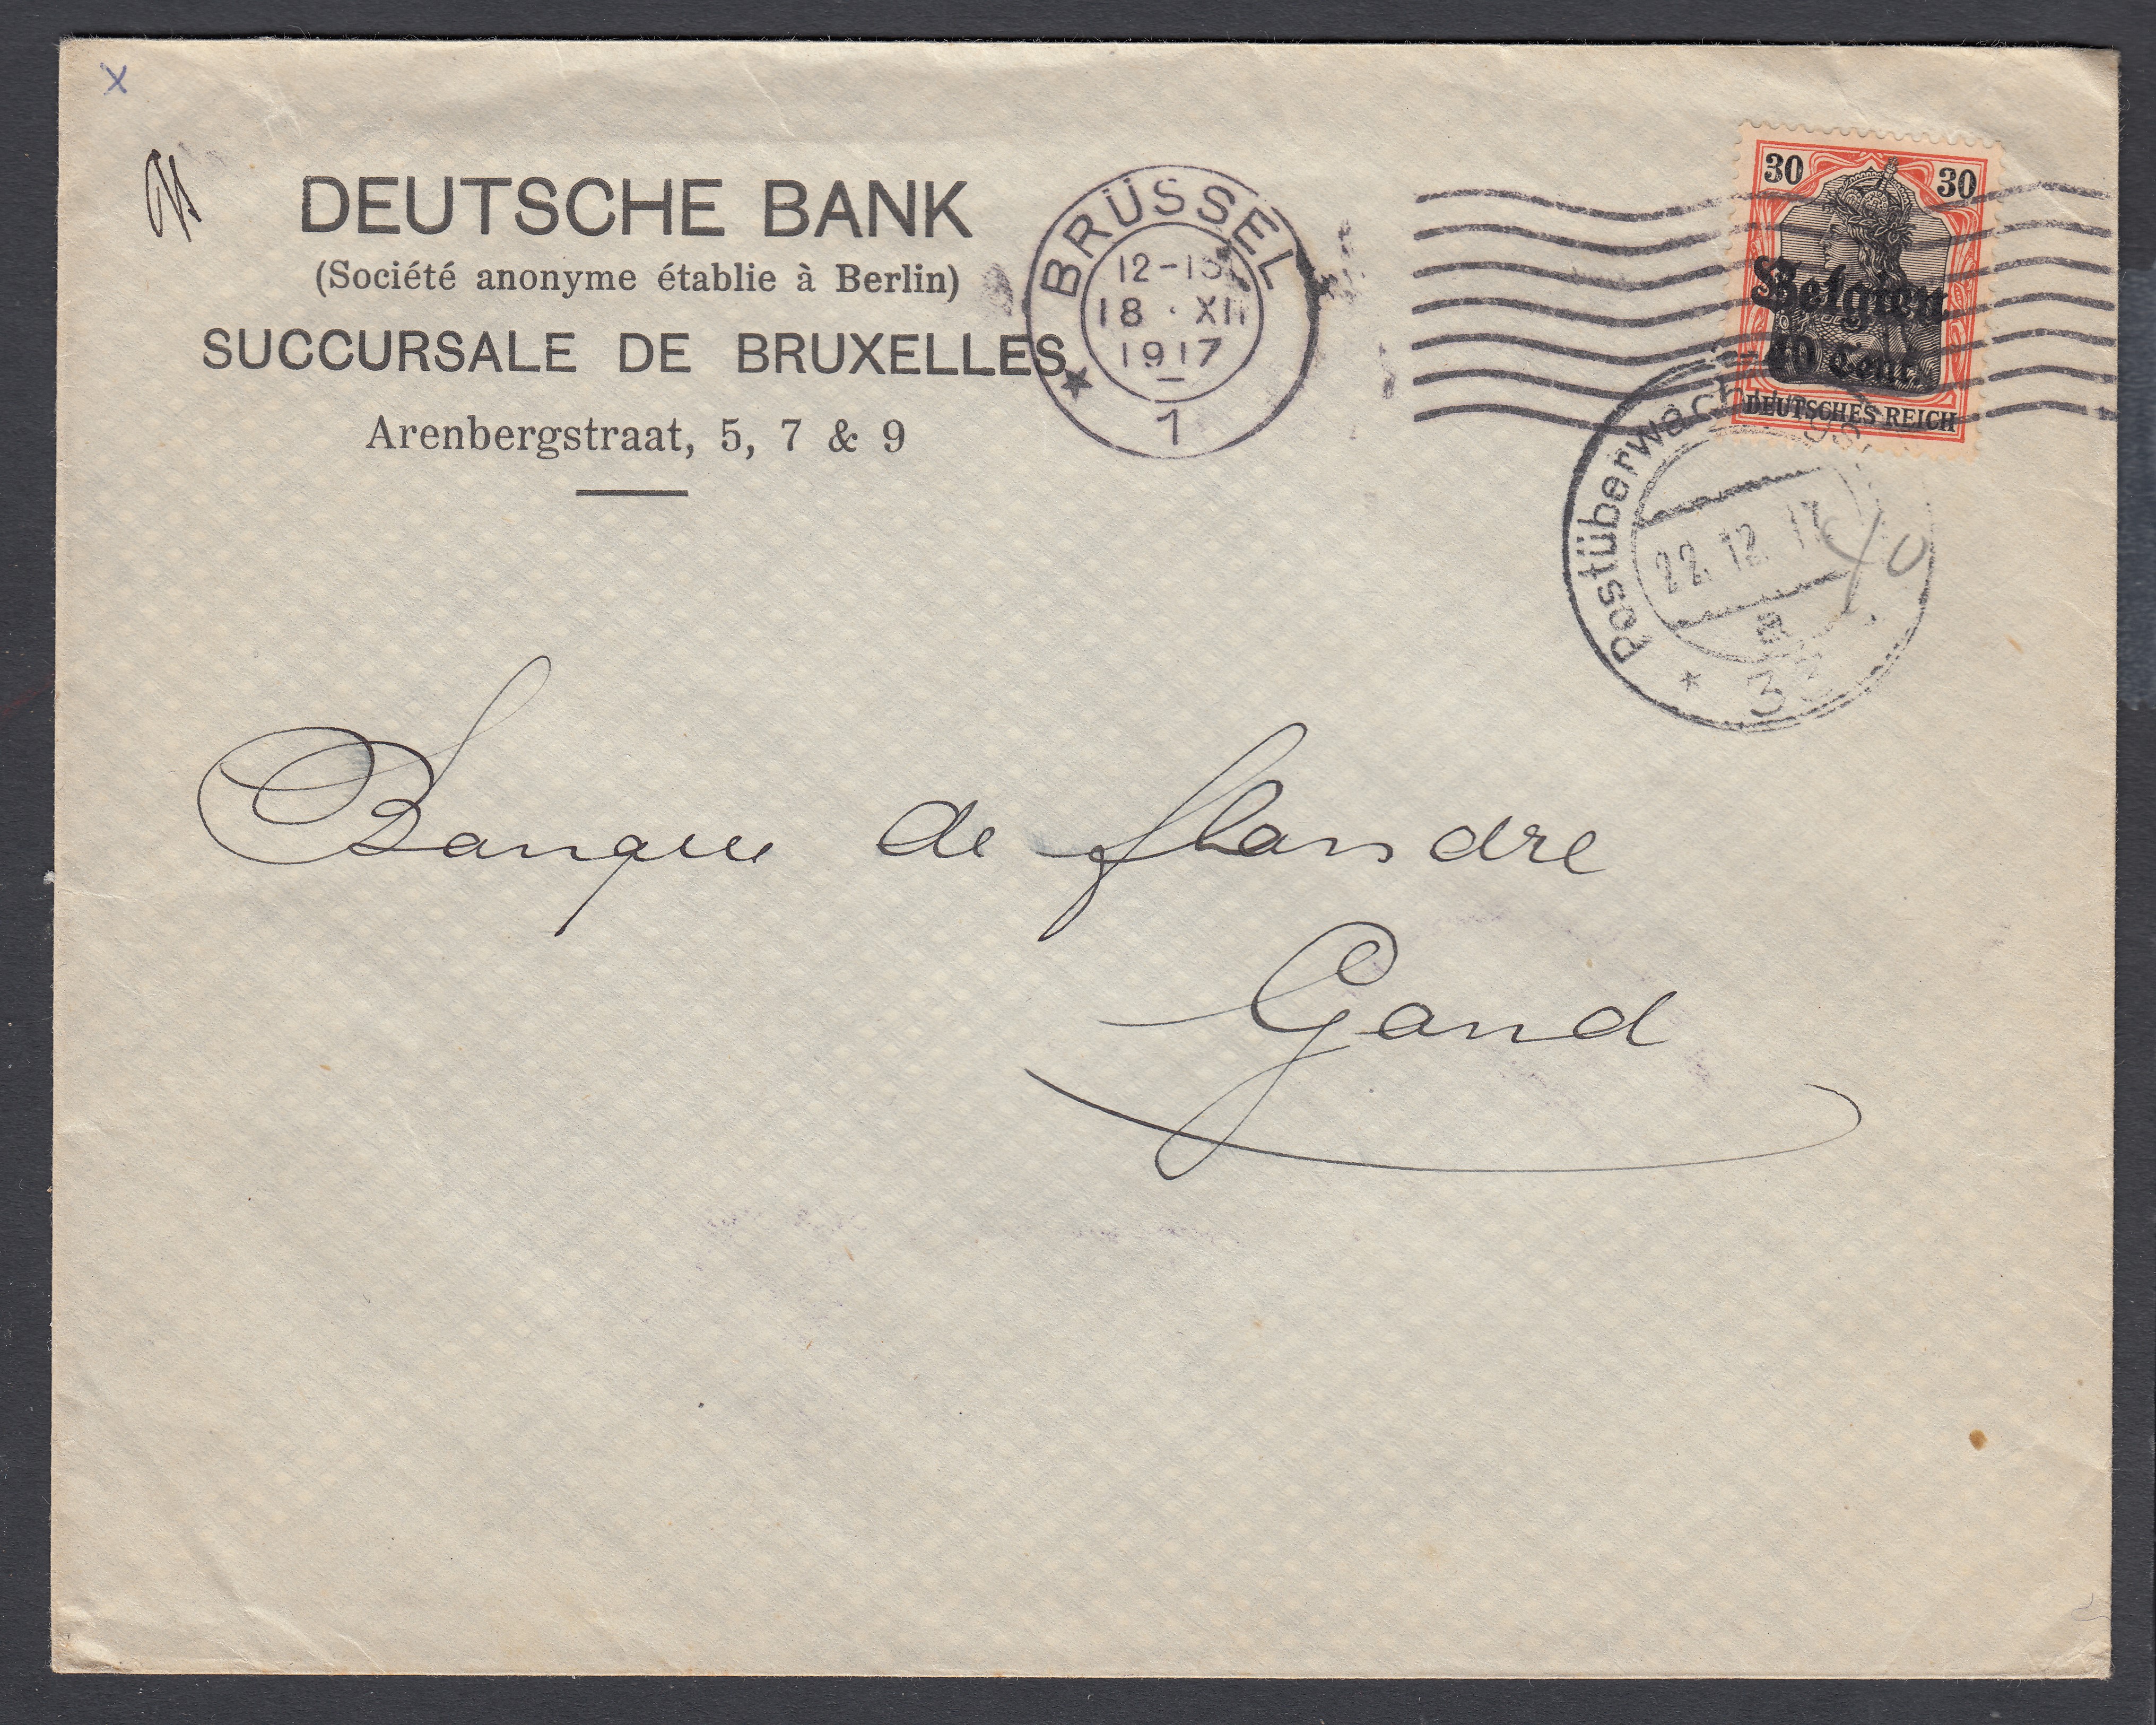 x
DEUTSCHE BANK
(Société anonyme établie à Berlin)
SUCCURSALE DE BRUXELLES
Arenbergstraat, 5, 7 & 9
BRÜSSEL
18 · XII
1917
1
30 30
Belgien
40 Cent.
DEUTSCHES REICH
22. 12. 17
a
Banque de flandre
Gand